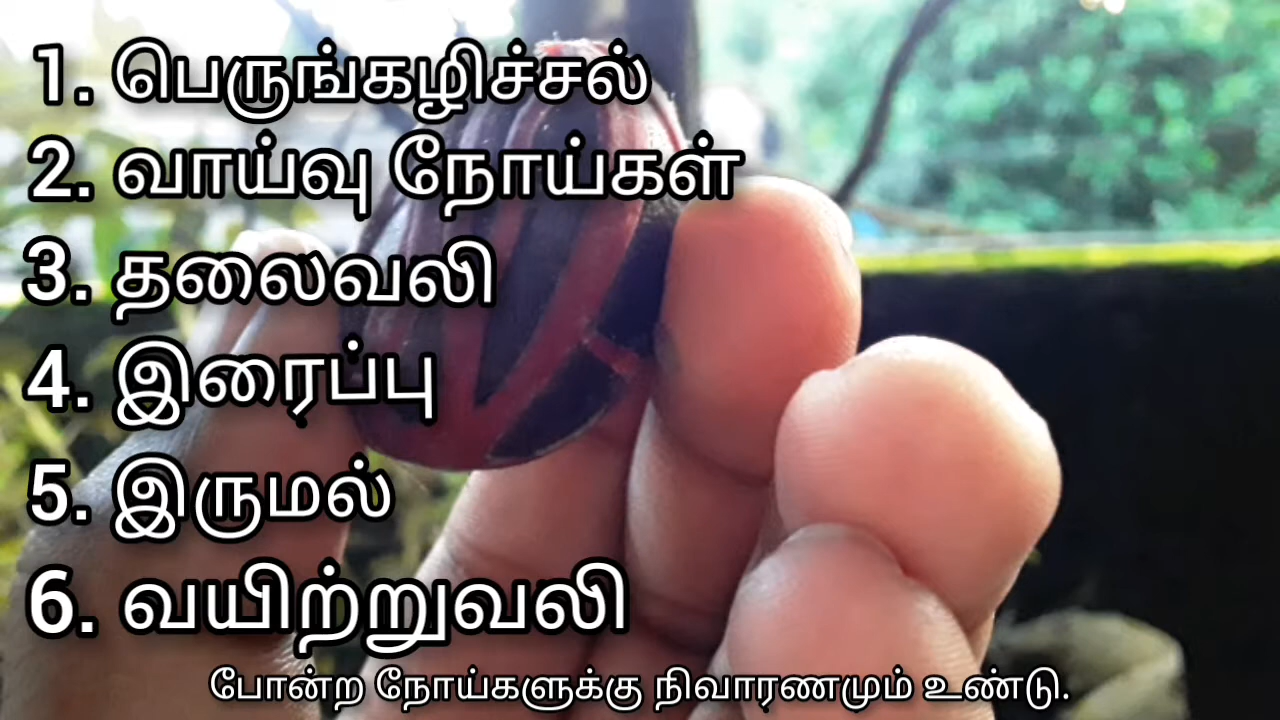 1. பெருங்கழிச்சல்
2. வாய்வு நோய்கள்
3. தலைவலி
4. இரைப்பு
5. இருமல்
6. வயிற்றுவலி
போன்ற நோய்களுக்கு நிவாரணமும் உண்டு.